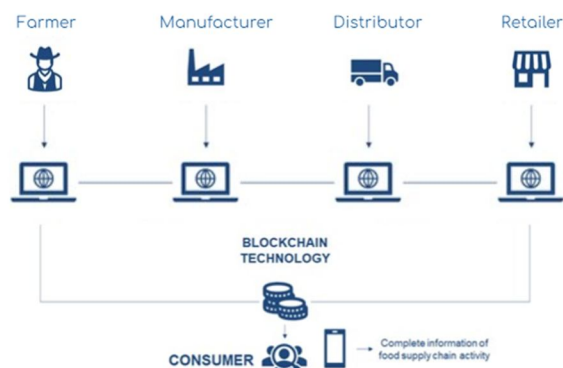 Farmer
Manufacturer
Distributor
Retailer
BLOCKCHAIN
TECHNOLOGY
CONSUMER
Complete information of
food supply chain activity